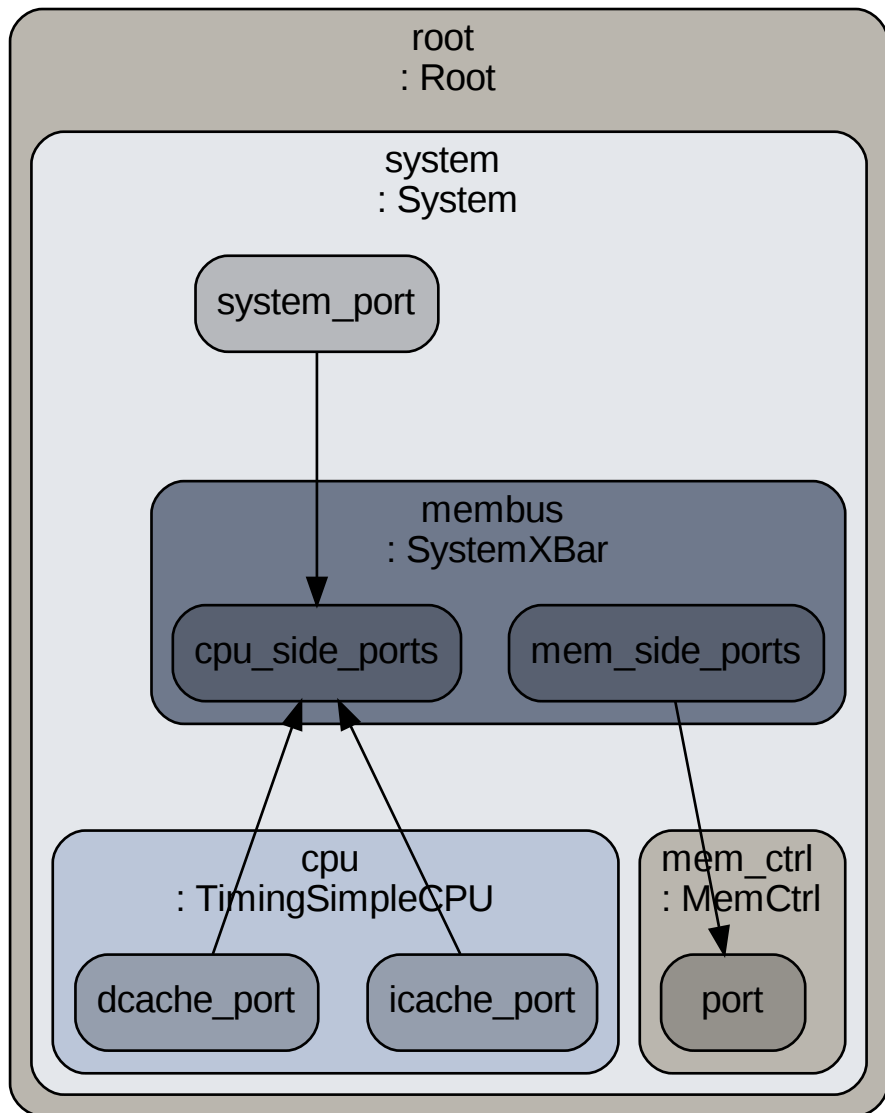 root
: Root
system
: System
system_port
membus
: SystemXBar
cpu_side_ports
mem_side_ports
cpu
: TimingSimpleCPU
mem_ctrl
: MemCtrl
dcache_port
icache_port
port